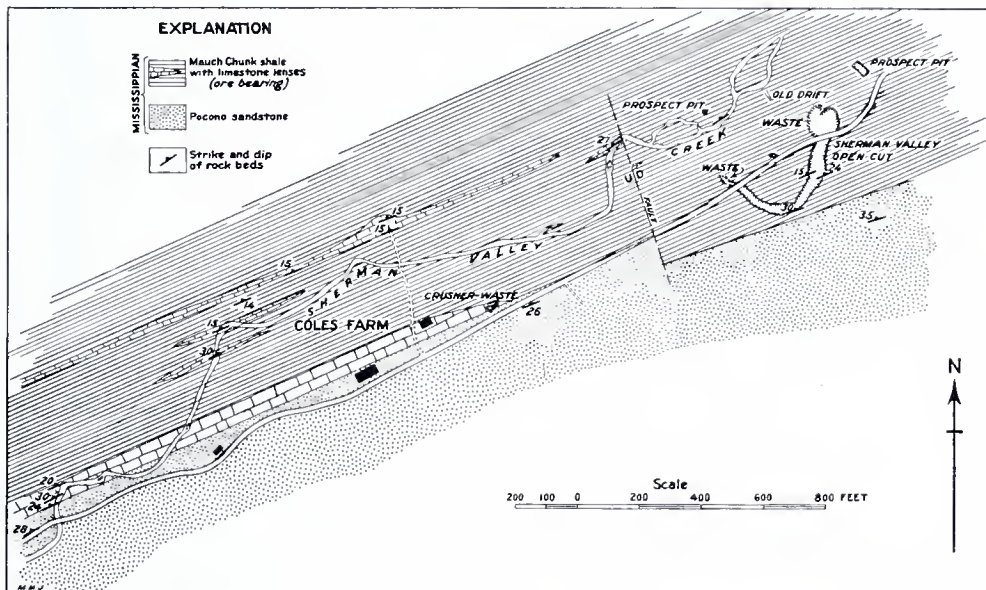 EXPLANATION
MISSISSIPPIAN
Mauch Chunk shale
with limestone lenses
(ore bearing)
Pocono sandstone
Strike and dip
of rock beds
PROSPECT PIT
OLD DRIFT
PROSPECT PIT
WASTE
SHERMAN VALLEY
OPEN CUT
WASTE
CREEK
27
U
D
FAULT
15
24
30
35
15
15
15
14
VALLEY
SHERMAN
CRUSHER-WASTE
26
15
COLES FARM
30
20
30
24
28
N
Scale
200 100 0 200 400 600 800 FEET